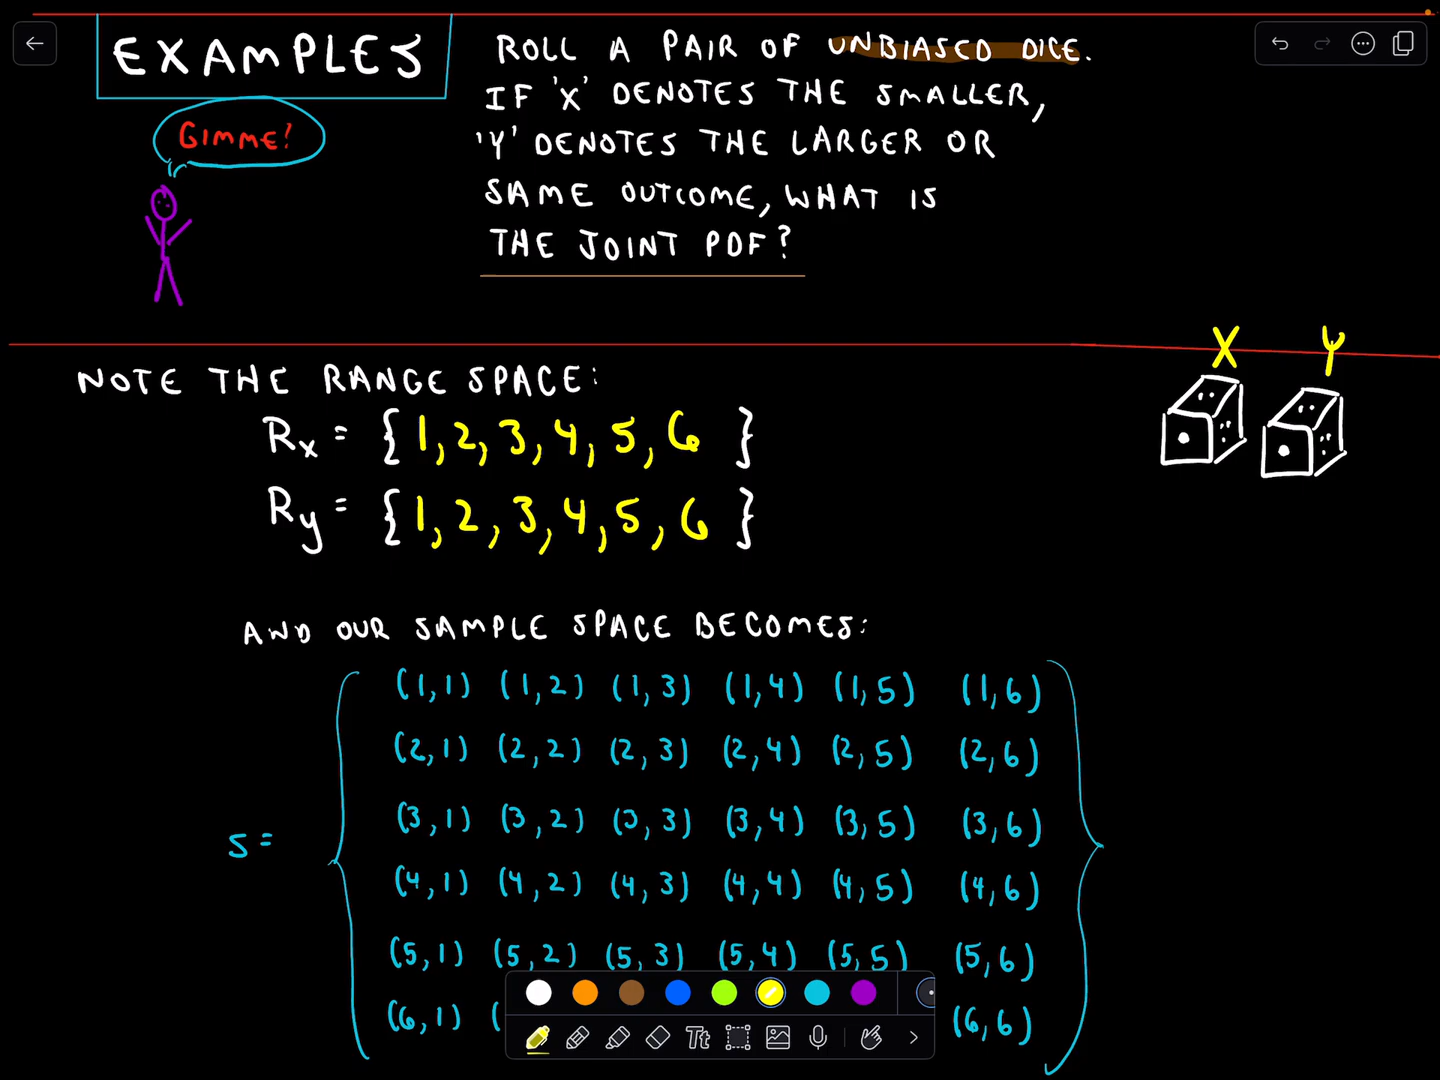 EXAMPLES
GIMME!
ROLL A PAIR OF UNBIASED DICE.
IF 'X' DENOTES THE SMALLER,
'Y' DENOTES THE LARGER OR
SAME OUTCOME, WHAT IS
THE JOINT PDF?
X Y
NOTE THE RANGE SPACE:
Rx = { 1, 2, 3, 4, 5, 6 }
Ry = { 1, 2, 3, 4, 5, 6 }
AND OUR SAMPLE SPACE BECOMES:
(1,1) (1,2) (1,3) (1,4) (1,5) (1,6)
(2,1) (2,2) (2,3) (2,4) (2,5) (2,6)
(3,1) (3,2) (3,3) (3,4) (3,5) (3,6)
S =
(4,1) (4,2) (4,3) (4,4) (4,5) (4,6)
(5,1) (5,2) (5,3) (5,4) (5,5) (5,6)
(6,1) ( (6,6)
Tt